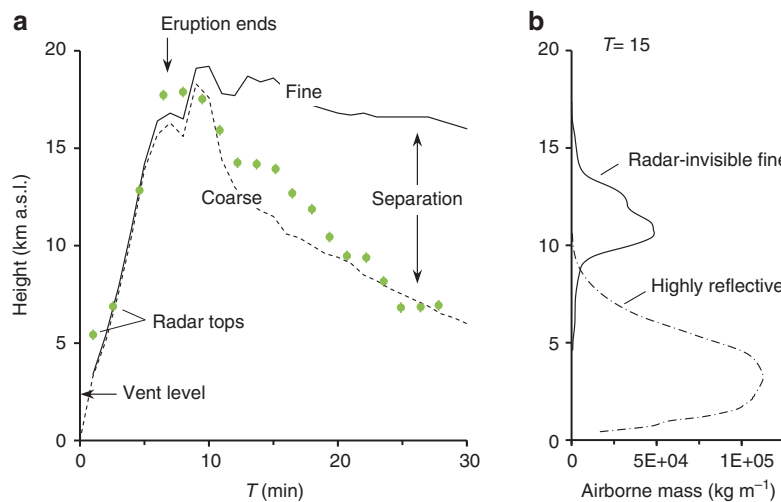 a
Eruption ends
20
15
10
5
0
Height (km a.s.l.)
Fine
Coarse
Separation
Radar tops
Vent level
0
10
20
30
T (min)
b
T= 15
20
15
10
5
0
Radar-invisible fine
Highly reflective
0
5E+04
1E+05
Airborne mass (kg m⁻¹)